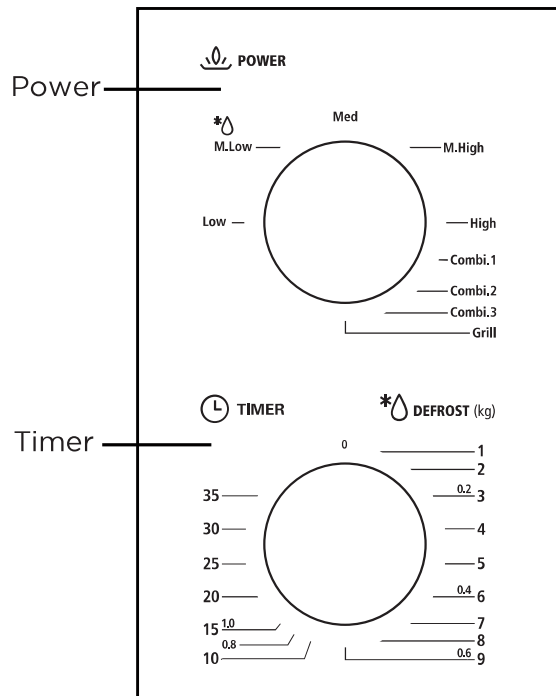 Power
POWER
Med
M.Low
M.High
Low
High
Combi.1
Combi.2
Combi.3
Grill
Timer
TIMER
DEFROST (kg)
0
1
2
35
0.2 3
30
4
25
5
20
0.4 6
15 1.0
7
0.8
8
10
0.6 9